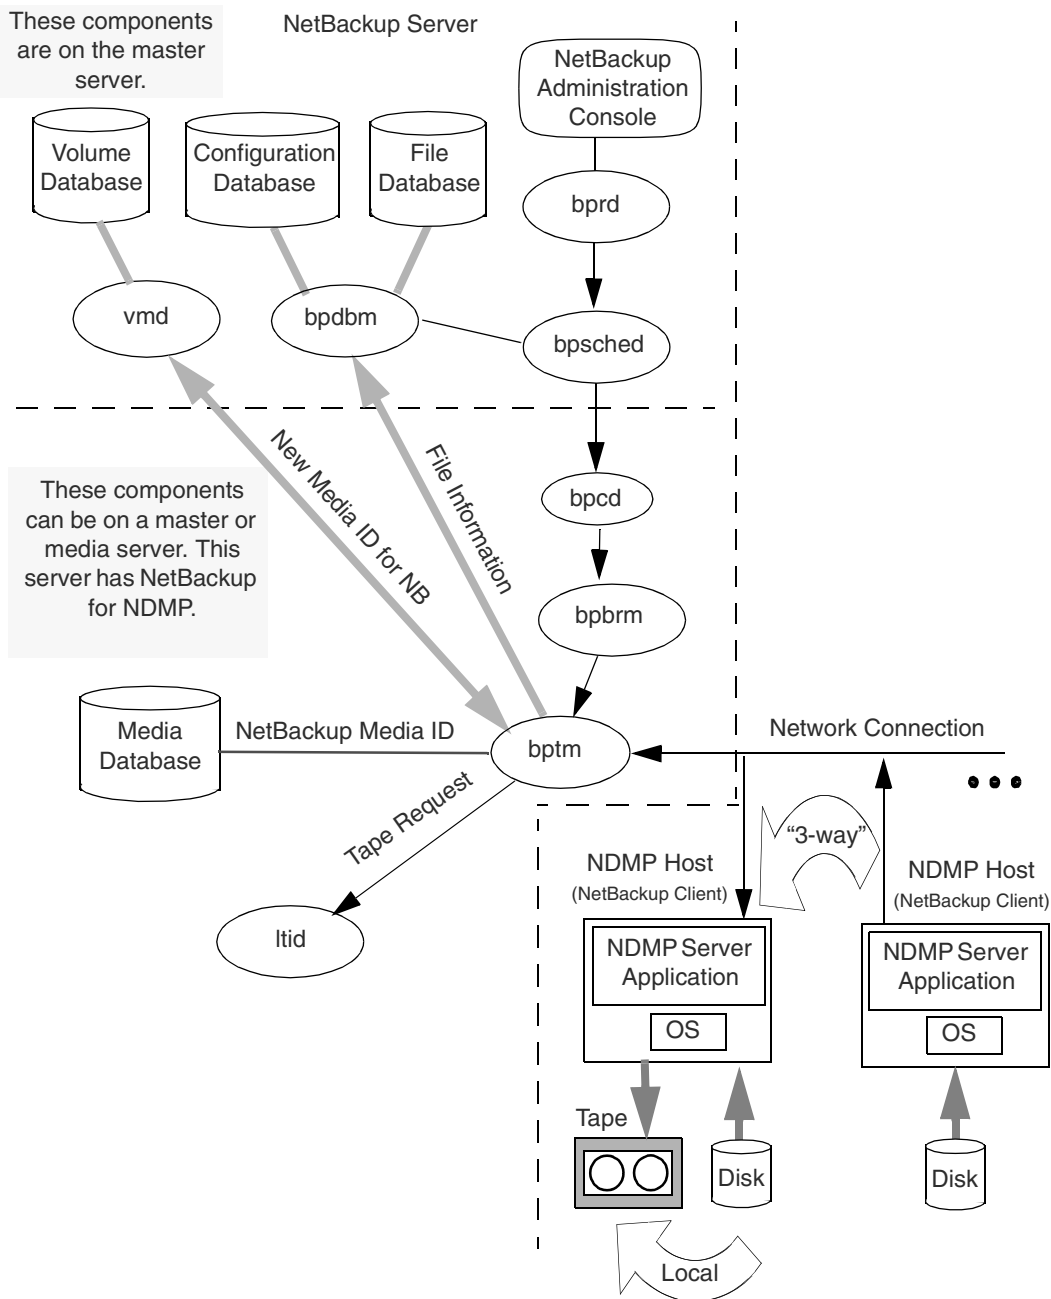 These components
are on the master
server.
NetBackup Server
NetBackup
Administration
Console
Volume
Database
Configuration
Database
File
Database
bprd
vmd
bpdbm
bpsched
New Media ID for NB
File Information
These components
can be on a master or
media server. This
server has NetBackup
for NDMP.
bpcd
bpbrm
Media
Database
NetBackup Media ID
bptm
Network Connection
Tape Request
"3-way"
NDMP Host
(NetBackup Client)
NDMP Host
(NetBackup Client)
ltid
NDMP Server
Application
OS
NDMP Server
Application
OS
Tape
Disk
Disk
Local